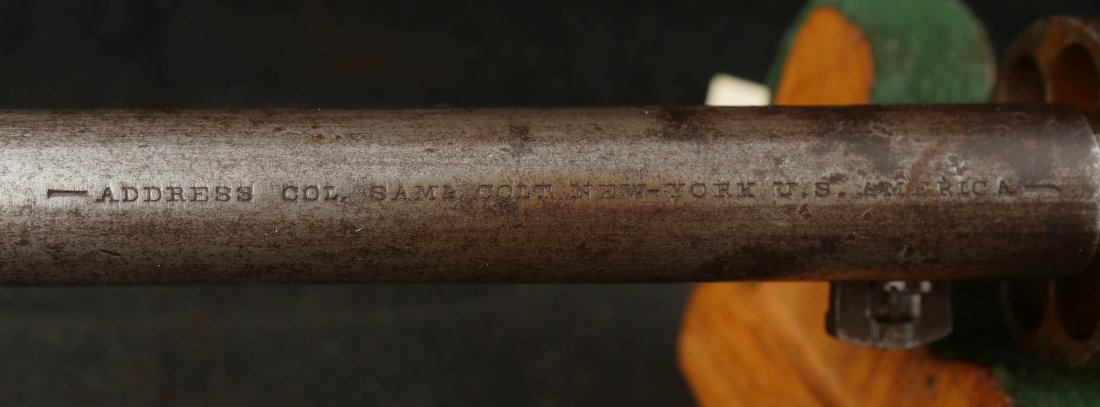 ADDRESS COL. SAML COLT NEW-YORK U.S. AMERICA